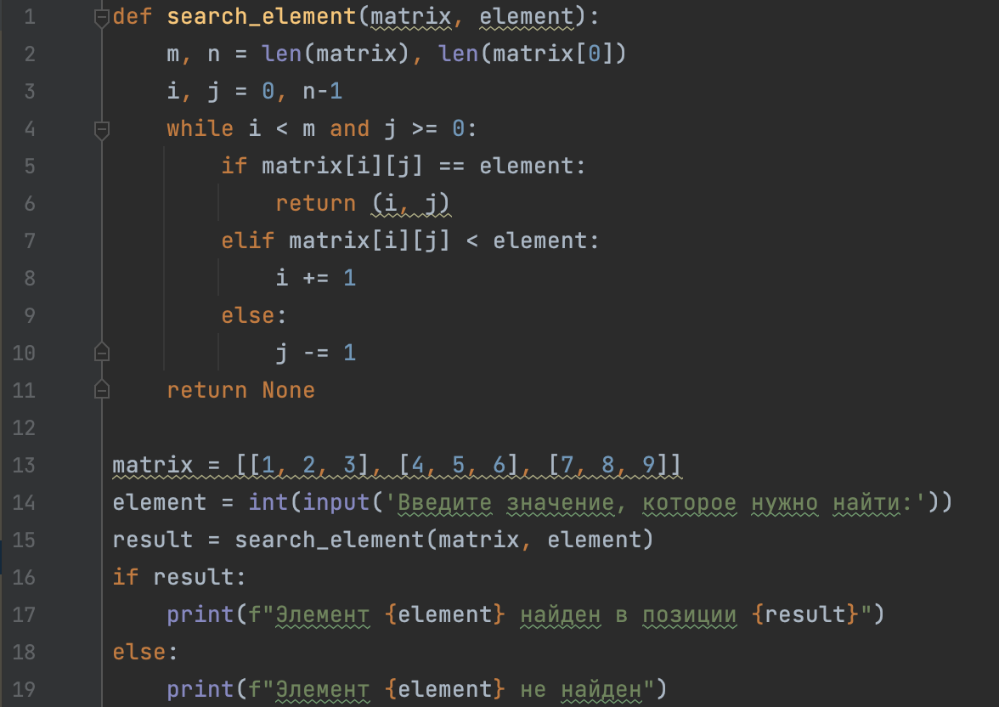 1 def search_element(matrix, element):
2     m, n = len(matrix), len(matrix[0])
3     i, j = 0, n-1
4     while i < m and j >= 0:
5         if matrix[i][j] == element:
6             return (i, j)
7         elif matrix[i][j] < element:
8             i += 1
9         else:
10             j -= 1
11     return None
12
13 matrix = [[1, 2, 3], [4, 5, 6], [7, 8, 9]]
14 element = int(input('Введите значение, которое нужно найти:'))
15 result = search_element(matrix, element)
16 if result:
17     print(f"Элемент {element} найден в позиции {result}")
18 else:
19     print(f"Элемент {element} не найден")